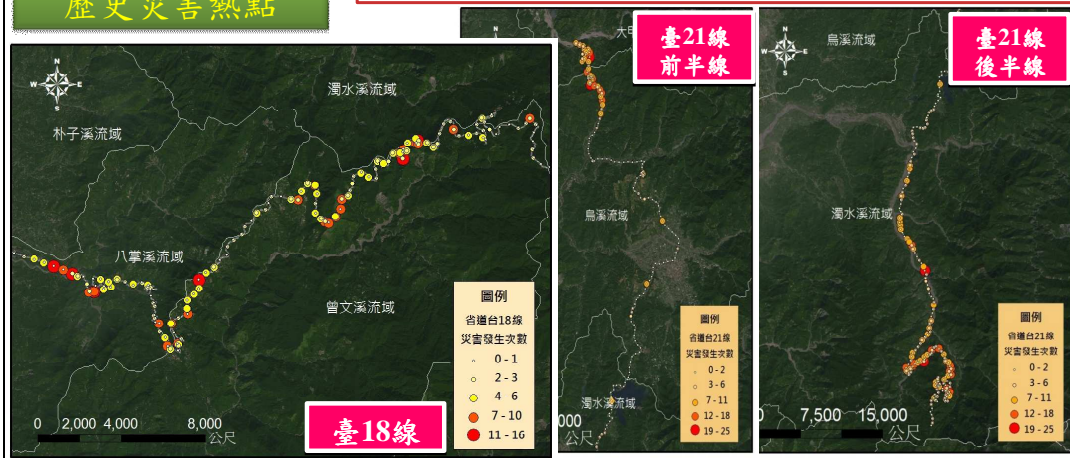 歷史災害熱點
N
W
E
S
朴子溪流域
濁水溪流域
八掌溪流域
曾文溪流域
0 2,000 4,000 8,000
公尺
臺18線
圖例
省道台18線
災害發生次數
0 - 1
2 - 3
4 - 6
7 - 10
11 - 16
N
臺21線
前半線
烏溪流域
濁水溪流域
公尺
圖例
省道台21線
災害發生次數
0 - 2
3 - 6
7 - 11
12 - 18
19 - 25
烏溪流域
N
W
E
S
臺21線
後半線
濁水溪流域
7,500 15,000
公尺
圖例
省道台21線
災害發生次數
0 - 2
3 - 6
7 - 11
12 - 18
19 - 25